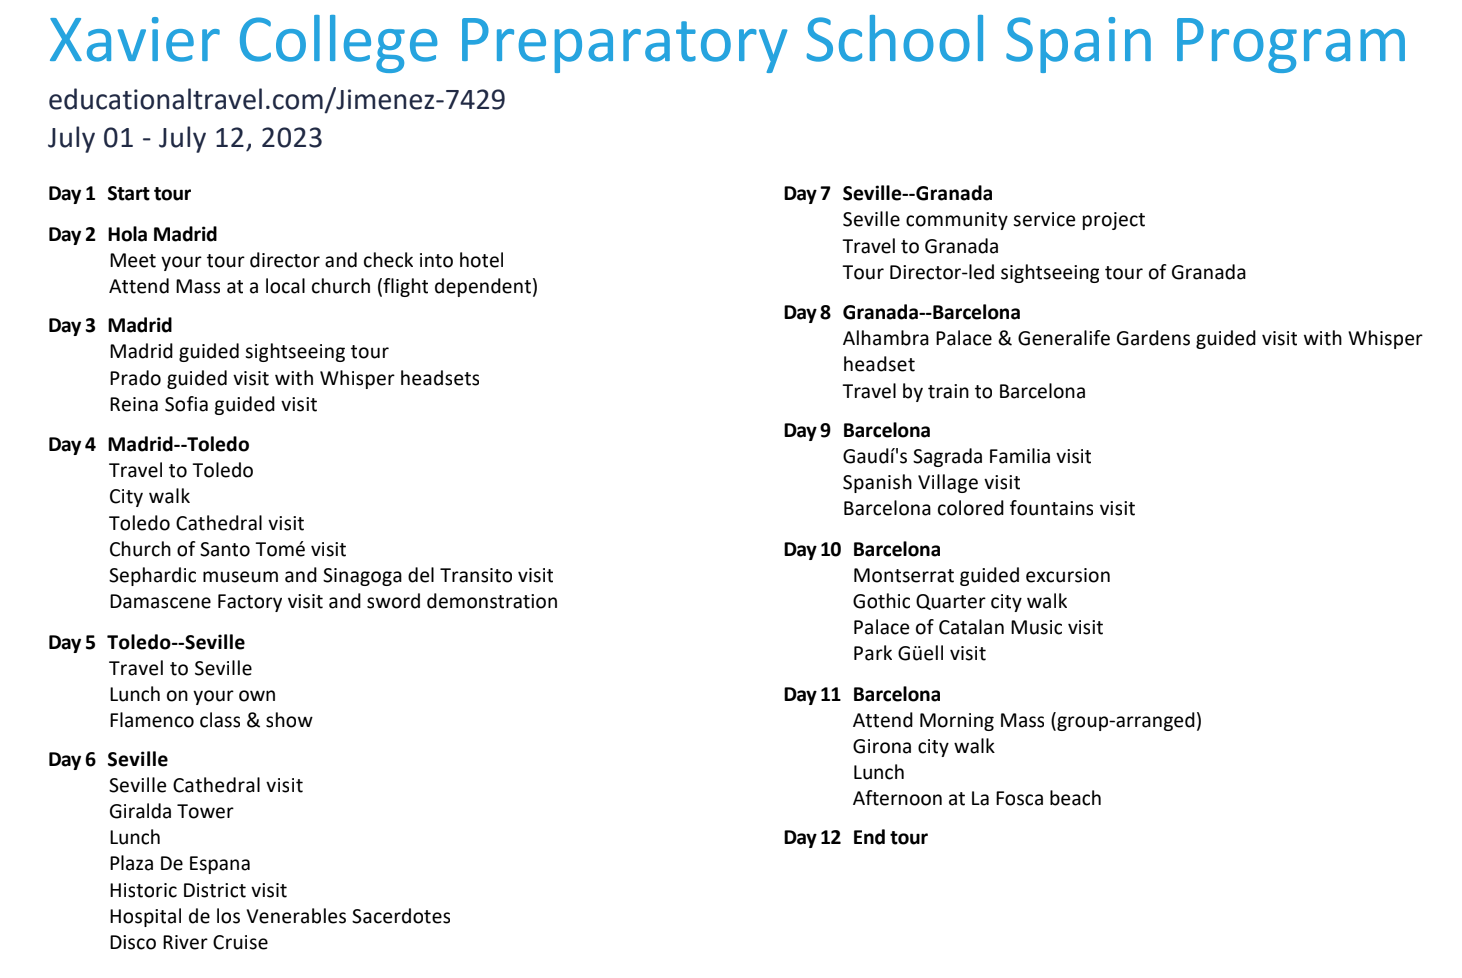 Xavier College Preparatory School Spain Program
educationaltravel.com/Jimenez-7429
July 01 - July 12, 2023
Day 1 Start tour
Day 2 Hola Madrid
Meet your tour director and check into hotel
Attend Mass at a local church (flight dependent)
Day 3 Madrid
Madrid guided sightseeing tour
Prado guided visit with Whisper headsets
Reina Sofia guided visit
Day 4 Madrid--Toledo
Travel to Toledo
City walk
Toledo Cathedral visit
Church of Santo Tomé visit
Sephardic museum and Sinagoga del Transito visit
Damascene Factory visit and sword demonstration
Day 5 Toledo--Seville
Travel to Seville
Lunch on your own
Flamenco class & show
Day 6 Seville
Seville Cathedral visit
Giralda Tower
Lunch
Plaza De Espana
Historic District visit
Hospital de los Venerables Sacerdotes
Disco River Cruise
Day 7 Seville--Granada
Seville community service project
Travel to Granada
Tour Director-led sightseeing tour of Granada
Day 8 Granada--Barcelona
Alhambra Palace & Generalife Gardens guided visit with Whisper
headset
Travel by train to Barcelona
Day 9 Barcelona
Gaudí's Sagrada Familia visit
Spanish Village visit
Barcelona colored fountains visit
Day 10 Barcelona
Montserrat guided excursion
Gothic Quarter city walk
Palace of Catalan Music visit
Park Güell visit
Day 11 Barcelona
Attend Morning Mass (group-arranged)
Girona city walk
Lunch
Afternoon at La Fosca beach
Day 12 End tour